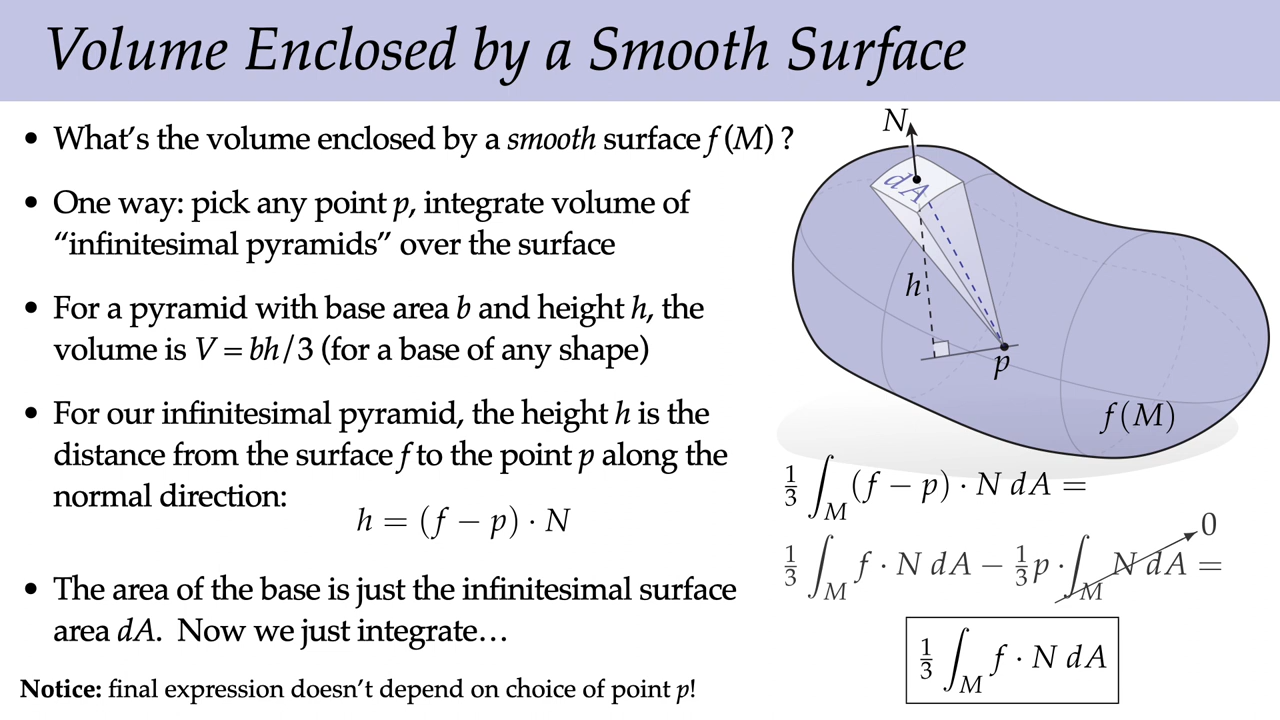 Volume Enclosed by a Smooth Surface
• What's the volume enclosed by a smooth surface f (M) ?
• One way: pick any point p, integrate volume of
“infinitesimal pyramids” over the surface
• For a pyramid with base area b and height h, the
volume is V = bh/3 (for a base of any shape)
• For our infinitesimal pyramid, the height h is the
distance from the surface f to the point p along the
normal direction:
h = (f − p) · N
• The area of the base is just the infinitesimal surface
area dA. Now we just integrate…
Notice: final expression doesn't depend on choice of point p!
N
dA
h
p
f (M)
1/3 ∫_M (f − p) · N dA =
1/3 ∫_M f · N dA − 1/3 p · ∫_M N dA =
0
1/3 ∫_M f · N dA